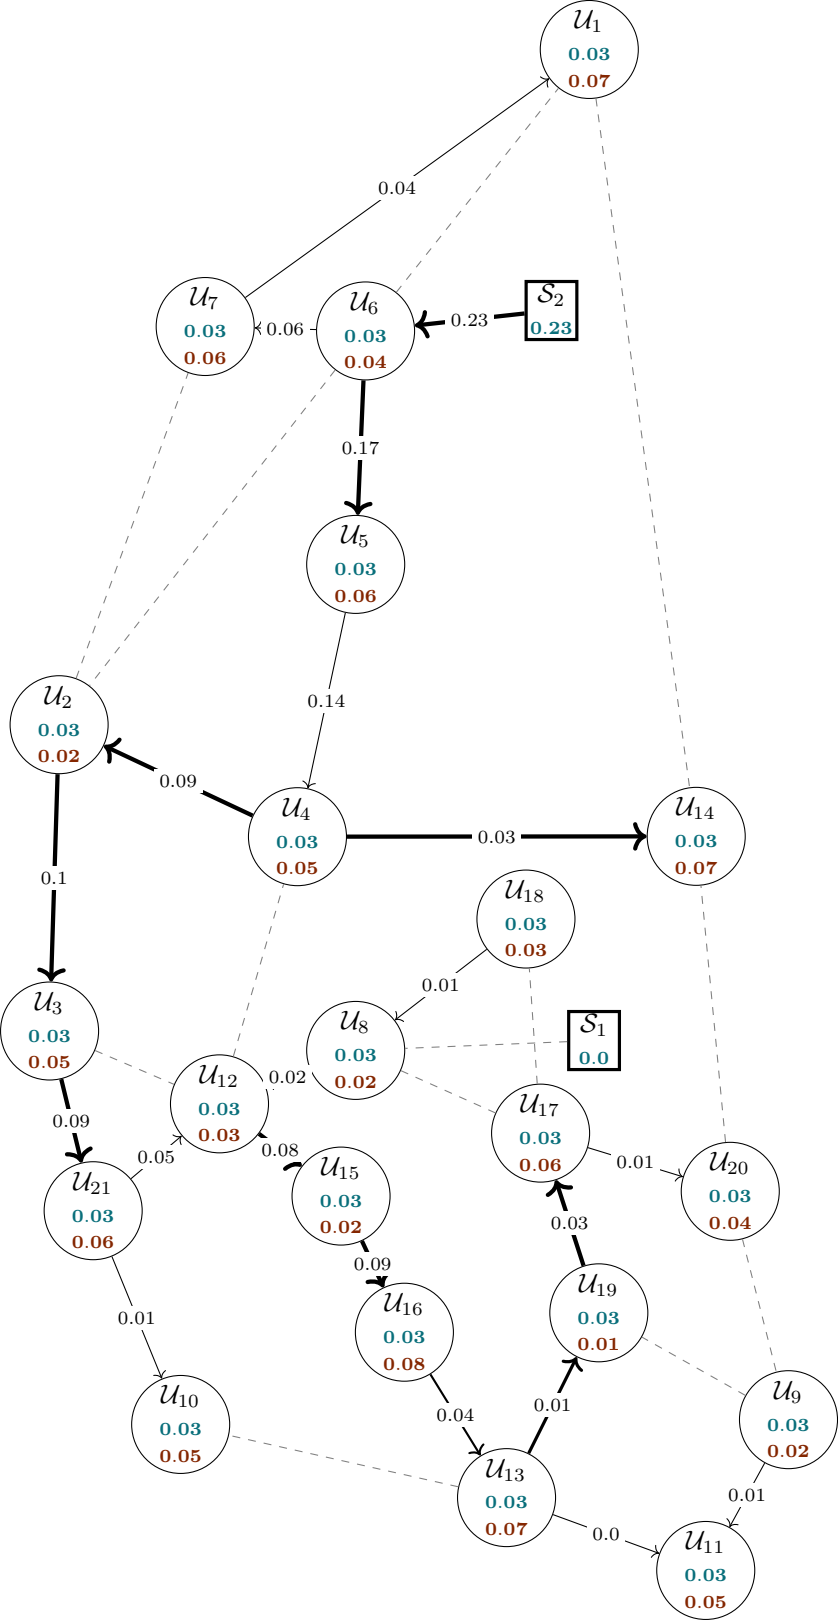 𝒰₁
0.03
0.07
0.04
𝒰₇
0.03
0.06
0.06
𝒰₆
0.03
0.04
0.23
𝒮₂
0.23
0.17
𝒰₅
0.03
0.06
0.14
𝒰₂
0.03
0.02
0.09
𝒰₄
0.03
0.05
0.03
𝒰₁₄
0.03
0.07
0.1
𝒰₁₈
0.03
0.03
0.01
𝒰₃
0.03
0.05
𝒰₈
0.03
0.02
𝒮₁
0.0
𝒰₁₂
0.03
0.03
0.02
𝒰₁₇
0.03
0.06
0.09
0.05
0.08
0.01
𝒰₂₁
0.03
0.06
𝒰₁₅
0.03
0.02
𝒰₂₀
0.03
0.04
0.03
0.09
𝒰₁₉
0.03
0.01
0.01
𝒰₁₆
0.03
0.08
𝒰₁₀
0.03
0.05
0.04
0.01
𝒰₉
0.03
0.02
𝒰₁₃
0.03
0.07
0.01
0.0
𝒰₁₁
0.03
0.05